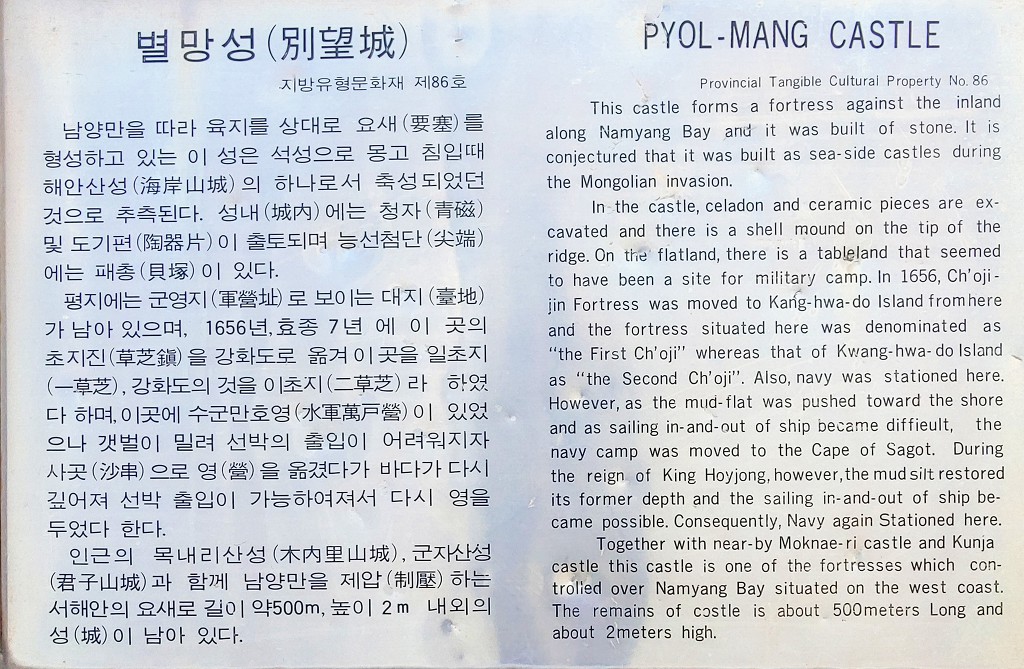 별망성(別望城)
지방유형문화재 제86호
남양만을 따라 육지를 상대로 요새(要塞)를
형성하고 있는 이 성은 석성으로 몽고 침입때
해안산성(海岸山城)의 하나로서 축성되었던
것으로 추측된다. 성내(城內)에는 청자(青磁)
및 도기편(陶器片)이 출토되며 능선첨단(尖端)
에는 패총(貝塚)이 있다.
평지에는 군영지(軍營址)로 보이는 대지(臺地)
가 남아 있으며, 1656년,효종 7년 에 이 곳의
초지진(草芝鎭)을 강화도로 옮겨 이 곳을 일초지
(一草芝),강화도의 것을 이초지(二草芝)라 하였
다 하며,이곳에 수군만호영(水軍萬戶營)이 있었
으나 갯벌이 밀려 선박의 출입이 어려워지자
사곶(沙串)으로 영(營)을 옮겼다가 바다가 다시
깊어져 선박 출입이 가능하여져서 다시 영을
두었다 한다.
인근의 목내리산성(木內里山城), 군자산성
(君子山城)과 함께 남양만을 제압(制壓)하는
서해안의 요새로 길이 약500m, 높이 2m 내외의
성(城)이 남아 있다.
PYOL-MANG CASTLE
Provincial Tangible Cultural Property No. 86
This castle forms a fortress against the inland
along Namyang Bay and it was built of stone. It is
conjectured that it was built as sea-side castles during
the Mongolian invasion.
In the castle, celadon and ceramic pieces are ex-
cavated and there is a shell mound on the tip of the
ridge. On the flatland, there is a tableland that seemed
to have been a site for military camp. In 1656, Ch'oji-
jin Fortress was moved to Kang-hwa-do Island from here
and the fortress situated here was denominated as
"the First Ch'oji" whereas that of Kwang-hwa-do Island
as "the Second Ch'oji". Also, navy was stationed here.
However, as the mud-flat was pushed toward the shore
and as sailing in-and-out of ship became diffieult, the
navy camp was moved to the Cape of Sagot. During
the reign of King Hoyjong, however, the mud silt restored
its former depth and the sailing in-and-out of ship be-
came possible. Consequently, Navy again Stationed here.
Together with near-by Moknae-ri castle and Kunja
castle this castle is one of the fortresses which con-
trolled over Namyang Bay situated on the west coast.
The remains of costle is about 500meters Long and
about 2meters high.